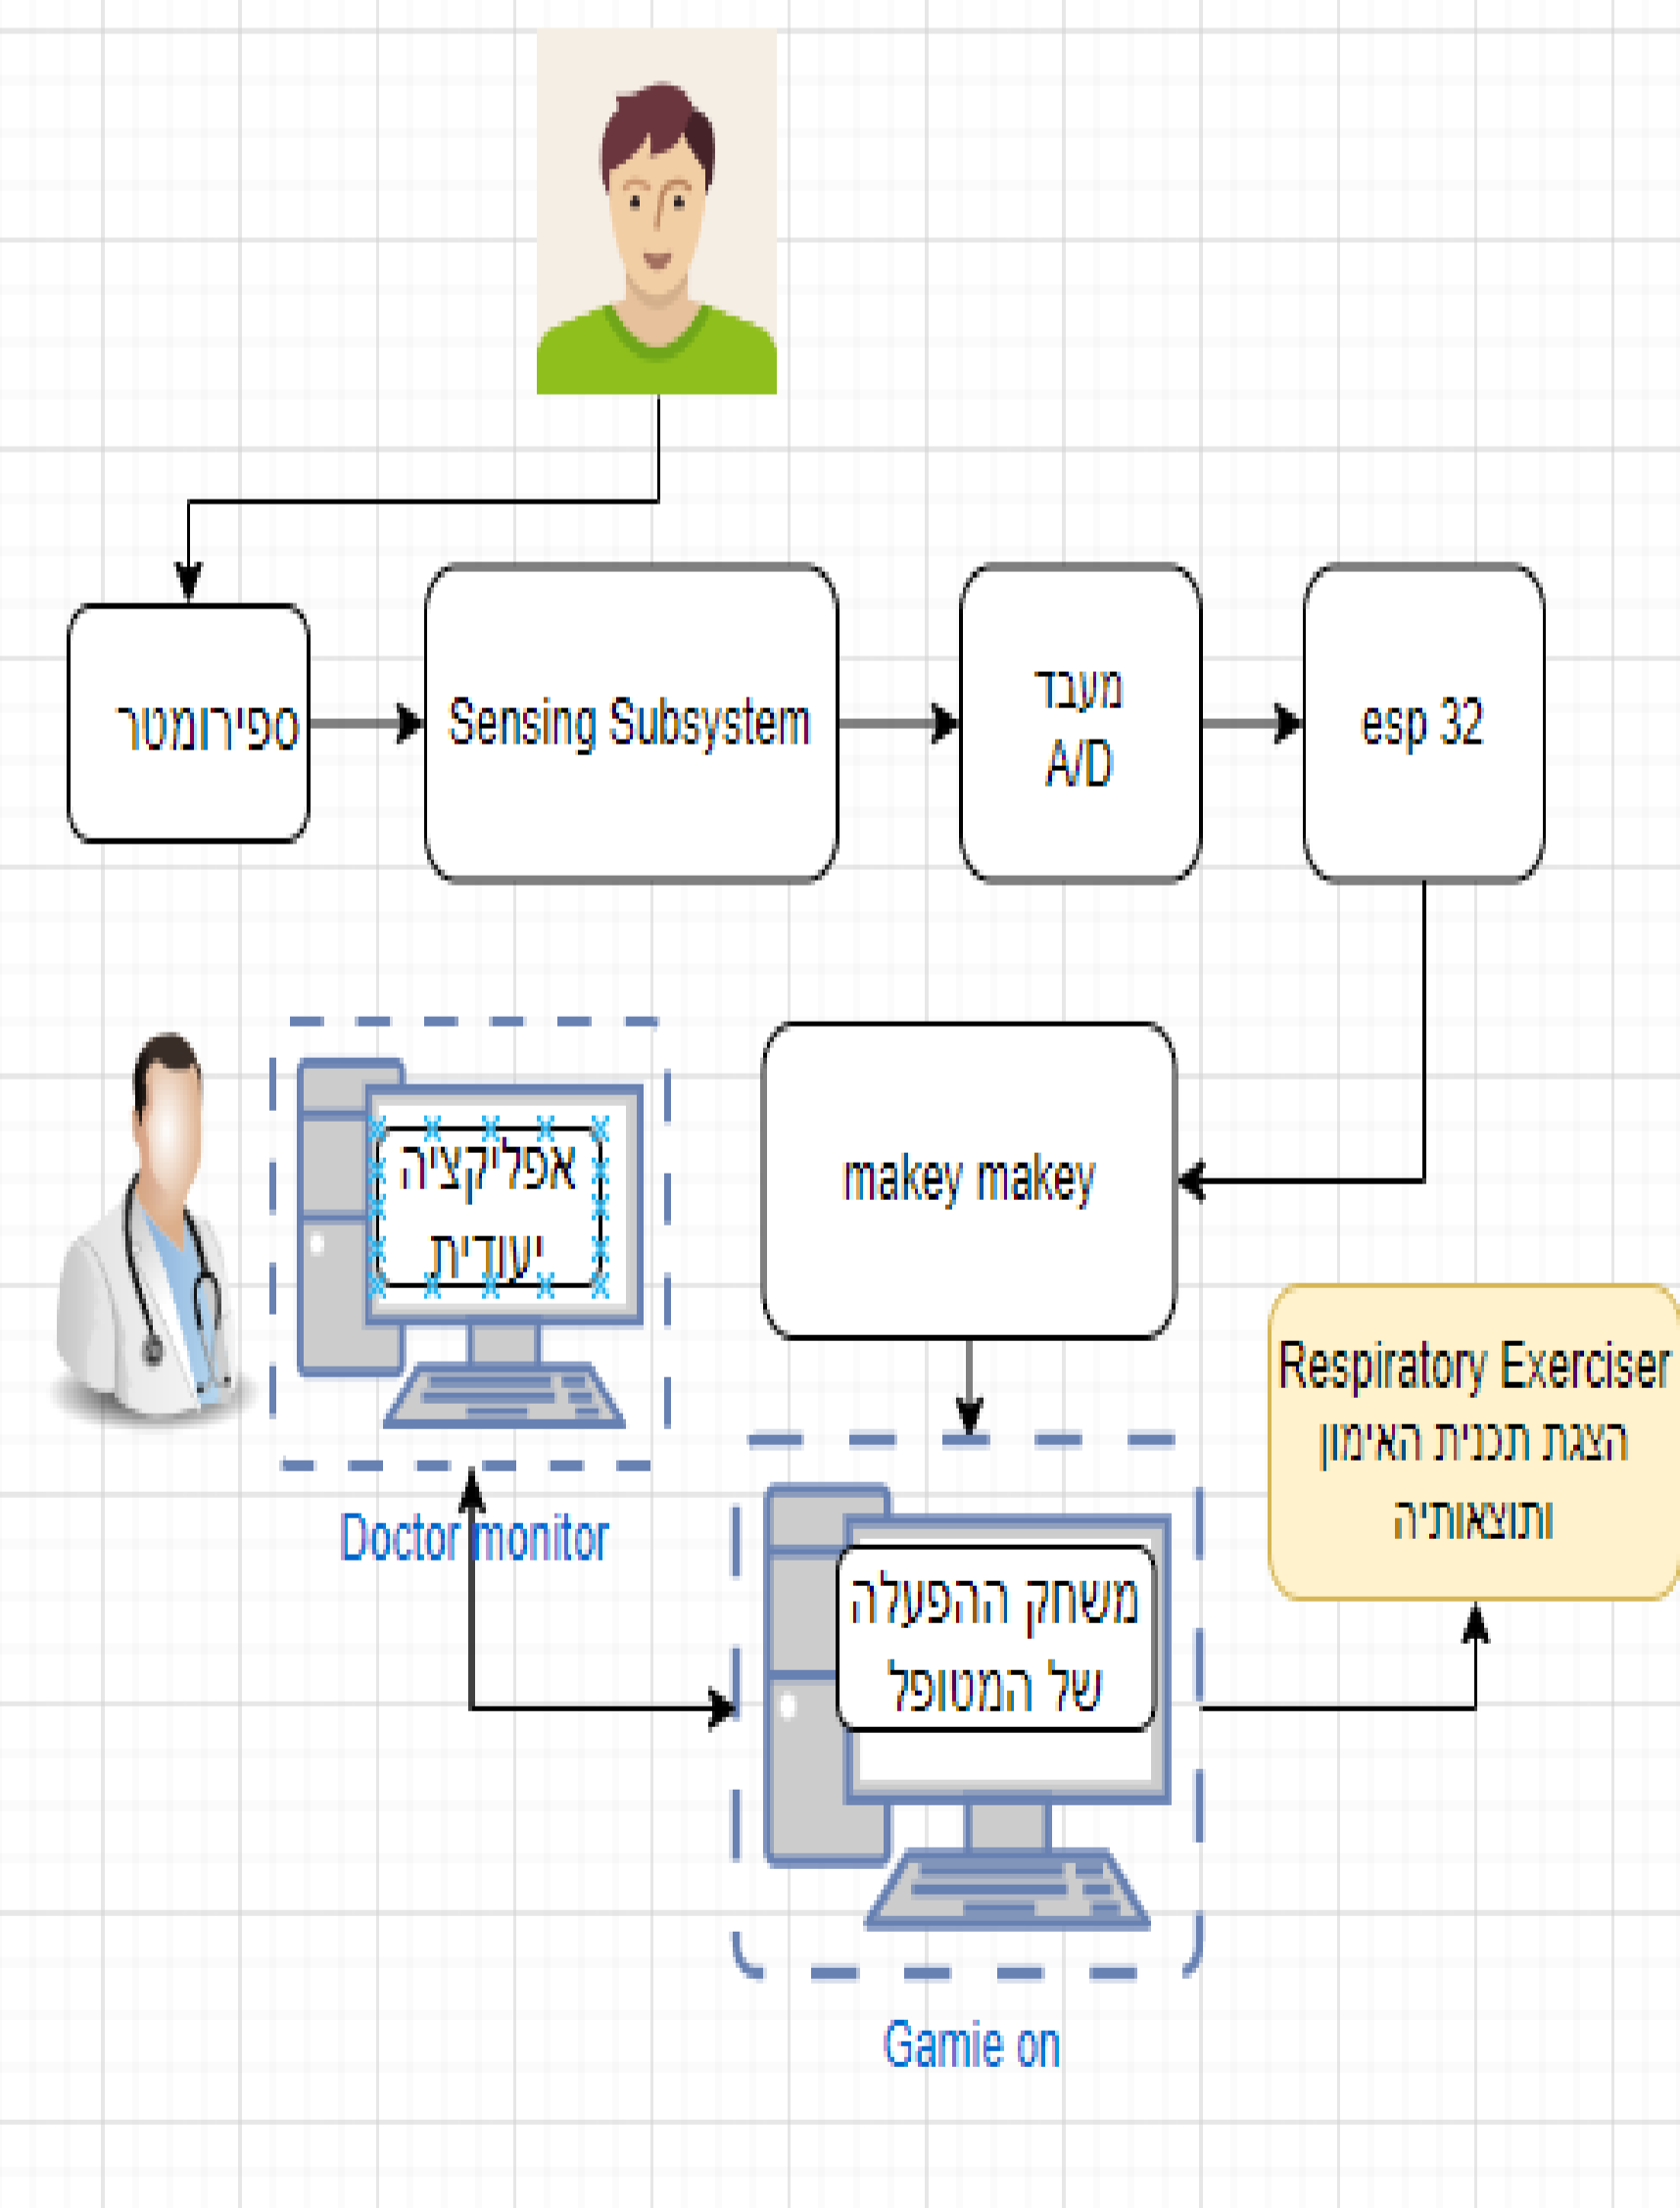 ספירומטר
Sensing Subsystem
מעבד
A/D
esp 32
אפליקציה
יעודית
Doctor monitor
makey makey
Respiratory Exerciser
הצגת תכנית האימון
ותוצאותיה
משחק ההפעלה
של המטופל
Gamie on